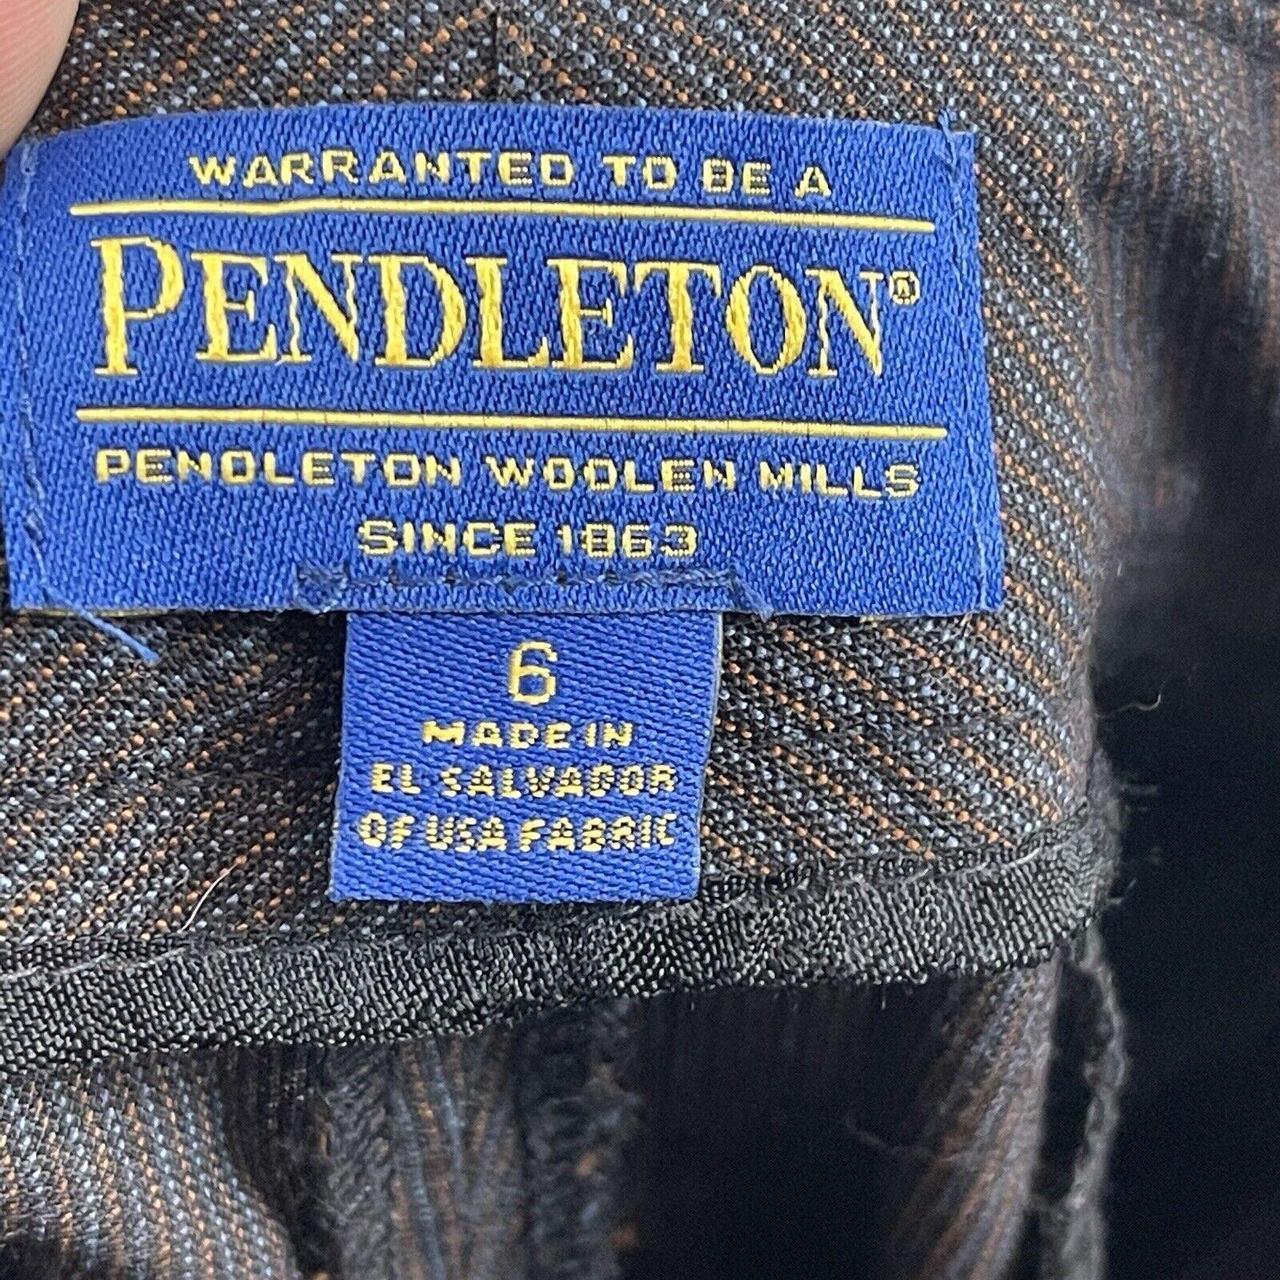 WARRANTED TO BE A
PENDLETON®
PENDLETON WOOLEN MILLS
SINCE 1863
6
MADE IN
EL SALVADOR
OF USA FABRIC